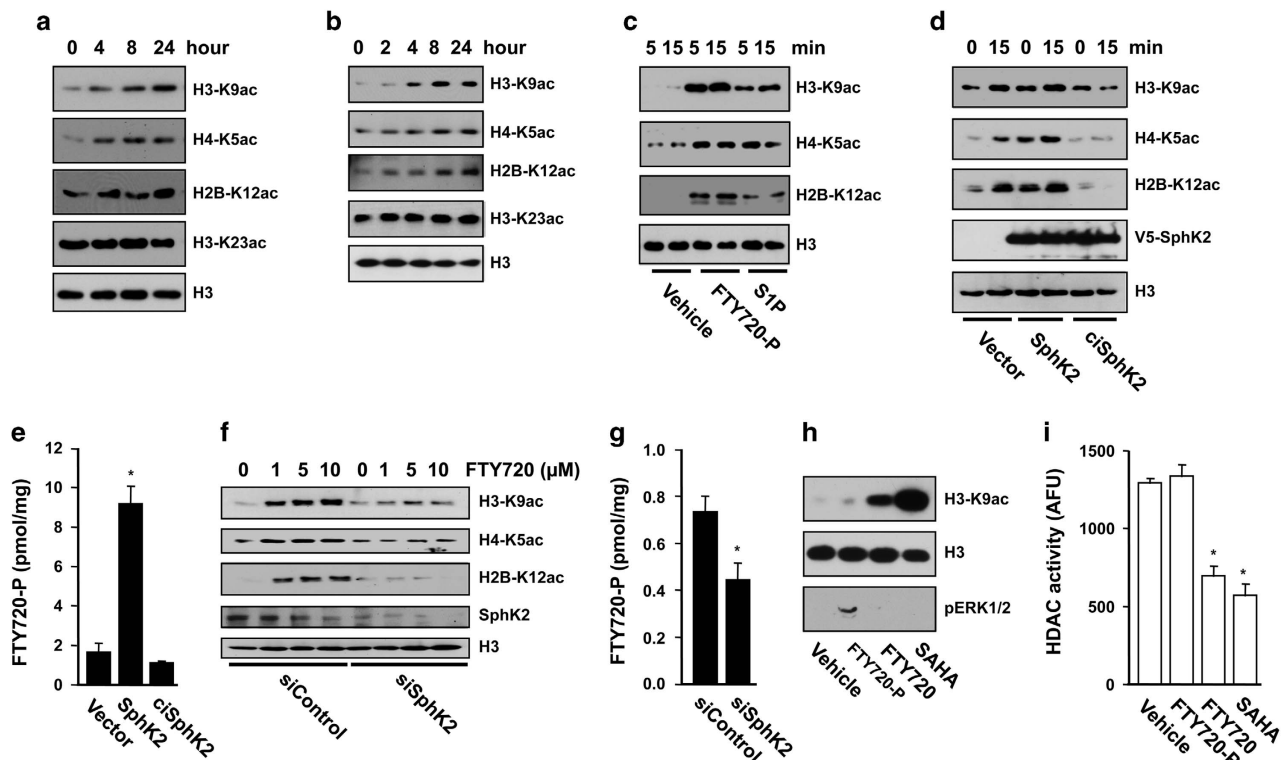 a
0 4 8 24 hour
H3-K9ac
H4-K5ac
H2B-K12ac
H3-K23ac
H3
b
0 2 4 8 24 hour
H3-K9ac
H4-K5ac
H2B-K12ac
H3-K23ac
H3
c
5 15 5 15 5 15 min
H3-K9ac
H4-K5ac
H2B-K12ac
H3
Vehicle
FTY720-P
S1P
d
0 15 0 15 0 15 min
H3-K9ac
H4-K5ac
H2B-K12ac
V5-SphK2
H3
Vector
SphK2
ciSphK2
e
FTY720-P (pmol/mg)
12
10
8
6
4
2
0
*
Vector
SphK2
ciSphK2
f
0 1 5 10 0 1 5 10 FTY720 (µM)
H3-K9ac
H4-K5ac
H2B-K12ac
SphK2
H3
siControl
siSphK2
g
FTY720-P (pmol/mg)
1.0
0.8
0.6
0.4
0.2
0.0
*
siControl
siSphK2
h
H3-K9ac
H3
pERK1/2
Vehicle
FTY720-P
FTY720
SAHA
i
HDAC activity (AFU)
1500
1000
500
0
*
*
Vehicle
FTY720-P
FTY720
SAHA